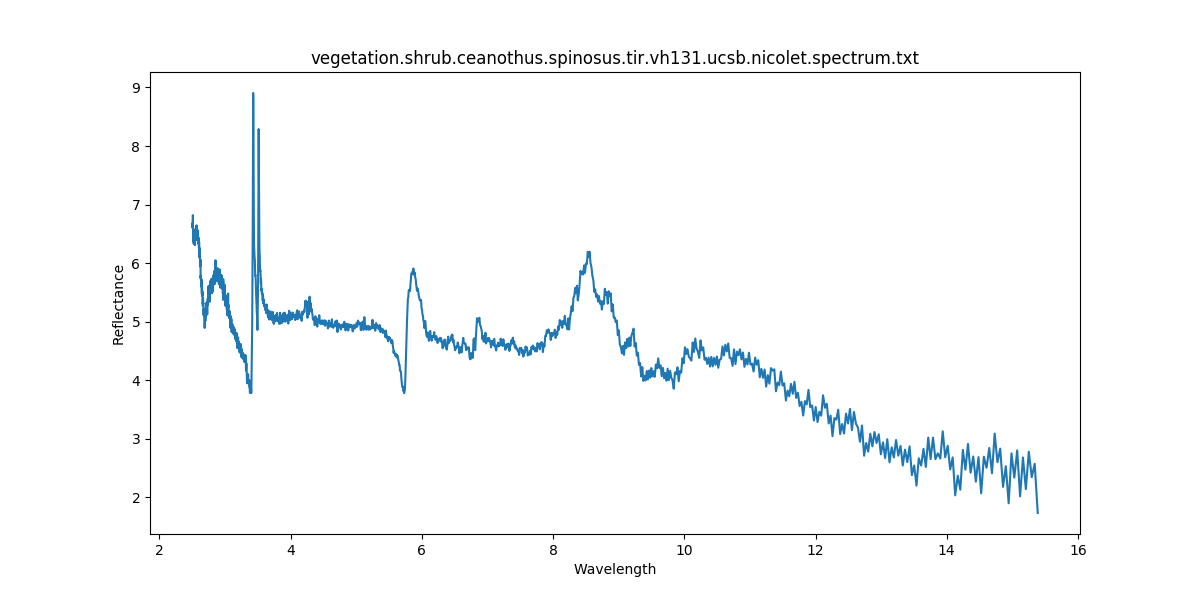 vegetation.shrub.ceanothus.spinosus.tir.vh131.ucsb.nicolet.spectrum.txt
9
8
7
6
5
4
3
2
Reflectance
2 4 6 8 10 12 14 16
Wavelength